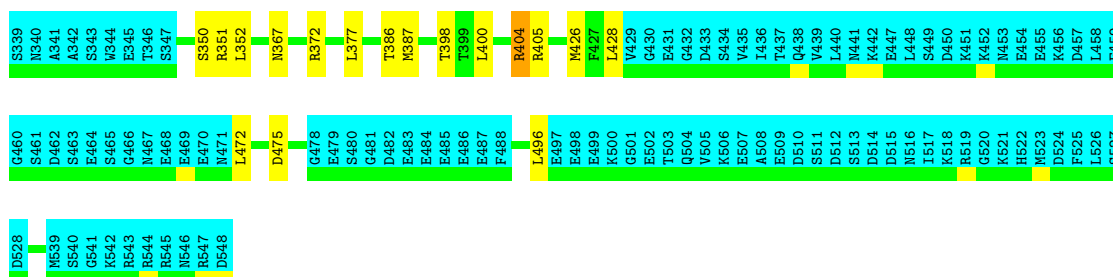 S339 N340 A341 A342 S343 W344 E345 T346 S347 S350 R351 L352 N367 R372 L377 T386 M387 T398 T399 L400 R404 R405 M426 F427 L428 V429 G430 E431 G432 D433 S434 V435 I436 T437 Q438 V439 L440 N441 K442 E447 L448 S449 D450 K451 K452 N453 E454 E455 K456 D457 L458
G460 S461 D462 S463 E464 S465 G466 N467 E468 E469 E470 N471 L472 D475 G478 E479 S480 G481 D482 E483 E484 E485 E486 E487 F488 L496 E497 E498 E499 K500 G501 E502 T503 Q504 V505 K506 E507 A508 E509 D510 S511 D512 S513 D514 D515 N516 I517 K518 R519 G520 K521 H522 M523 D524 F525 L526
D528 M539 S540 G541 K542 R543 R544 R545 N546 R547 D548